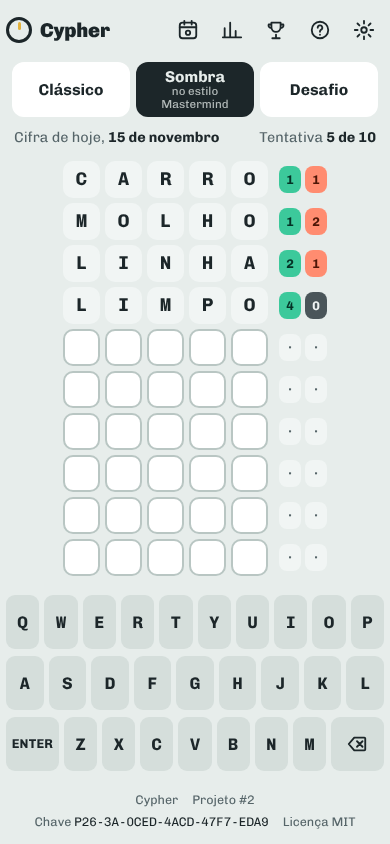 Cypher
Clássico
Sombra
no estilo
Mastermind
Desafio
Cifra de hoje, 15 de novembro
Tentativa 5 de 10
C A R R O 1 1
M O L H O 1 2
L I N H A 2 1
L I M P O 4 0
Q W E R T Y U I O P
A S D F G H J K L
ENTER Z X C V B N M
Cypher Projeto #2
Chave P26-3A-0CED-4ACD-47F7-EDA9 Licença MIT